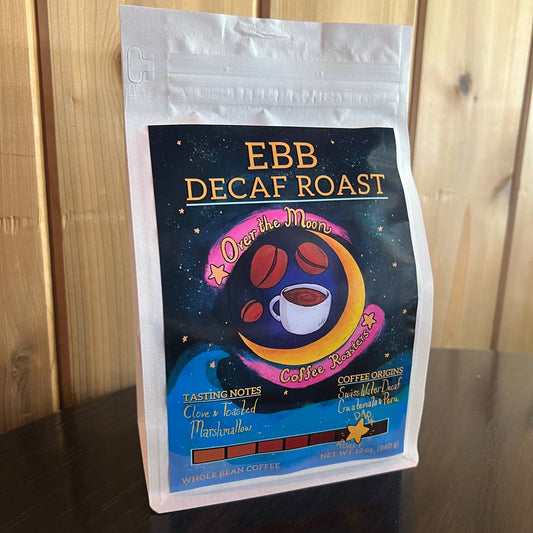 EBB
DECAF ROAST
Over the Moon
Coffee Roasters
TASTING NOTES
Clove & Toasted
Marshmallow
COFFEE ORIGINS
Swiss Water Decaf
Guatemala & Peru
WHOLE BEAN COFFEE
NET WT 12 oz. (340 g)